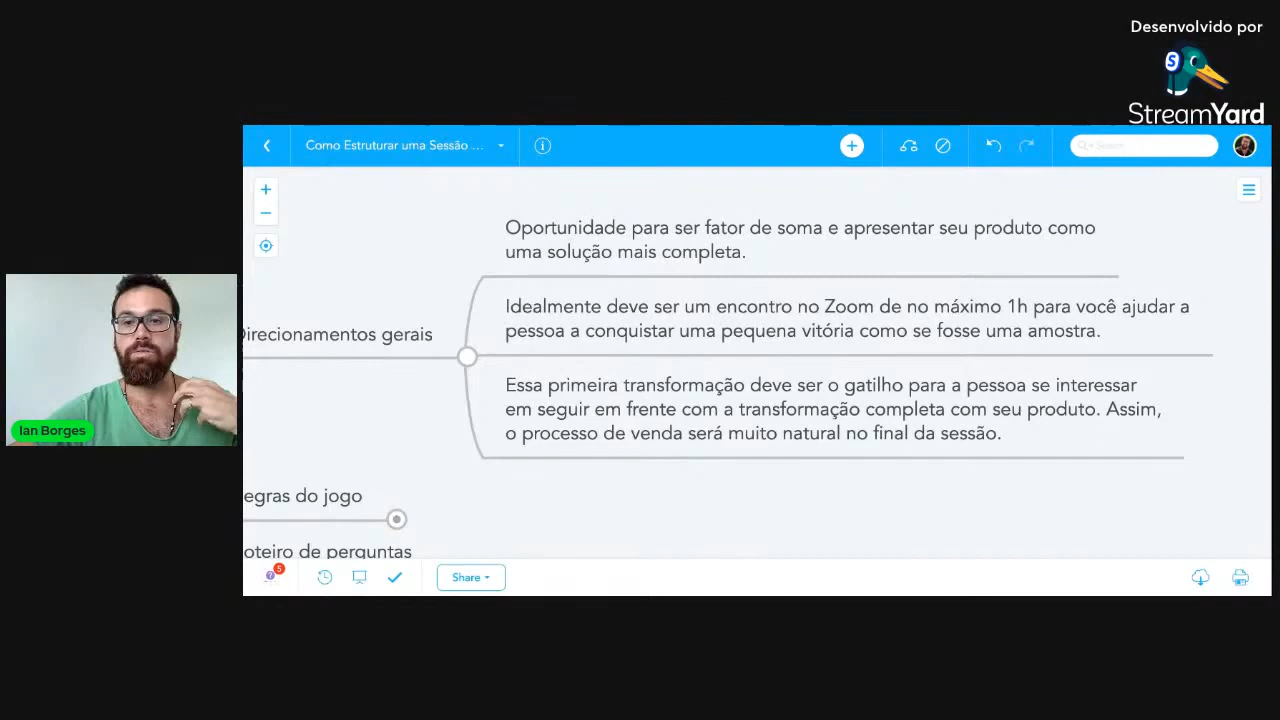 Desenvolvido por
StreamYard
Como Estruturar uma Sessão ...
Search
Oportunidade para ser fator de soma e apresentar seu produto como
uma solução mais completa.
Idealmente deve ser um encontro no Zoom de no máximo 1h para você ajudar a
pessoa a conquistar uma pequena vitória como se fosse uma amostra.
Direcionamentos gerais
Essa primeira transformação deve ser o gatilho para a pessoa se interessar
em seguir em frente com a transformação completa com seu produto. Assim,
o processo de venda será muito natural no final da sessão.
Ian Borges
egras do jogo
oteiro de perguntas
5
Share